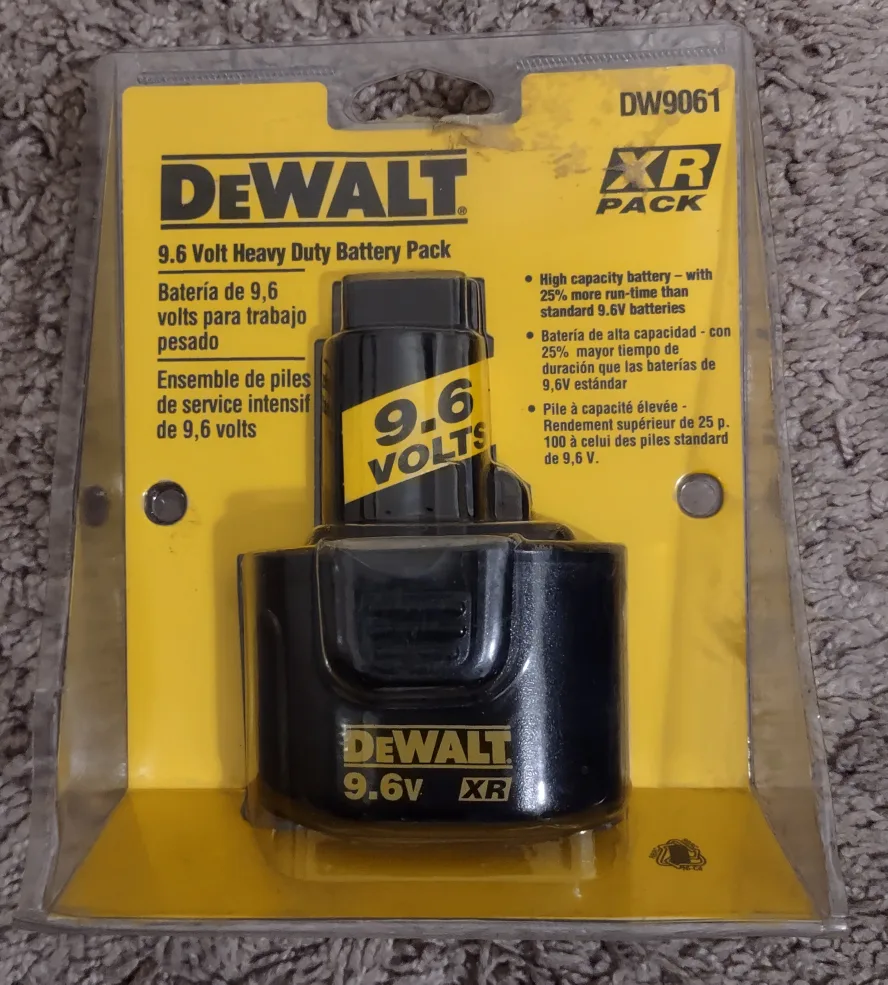 DW9061
DEWALT®
XR
PACK
9.6 Volt Heavy Duty Battery Pack
Batería de 9,6
volts para trabajo
pesado
Ensemble de piles
de service intensif
de 9,6 volts
• High capacity battery – with
25% more run-time than
standard 9.6V batteries
• Batería de alta capacidad - con
25% mayor tiempo de
duración que las baterías de
9,6V estándar
• Pile à capacité élevée -
Rendement supérieur de 25 p.
100 à celui des piles standard
de 9,6 V.
9.6
VOLTS
DEWALT
9.6V XR